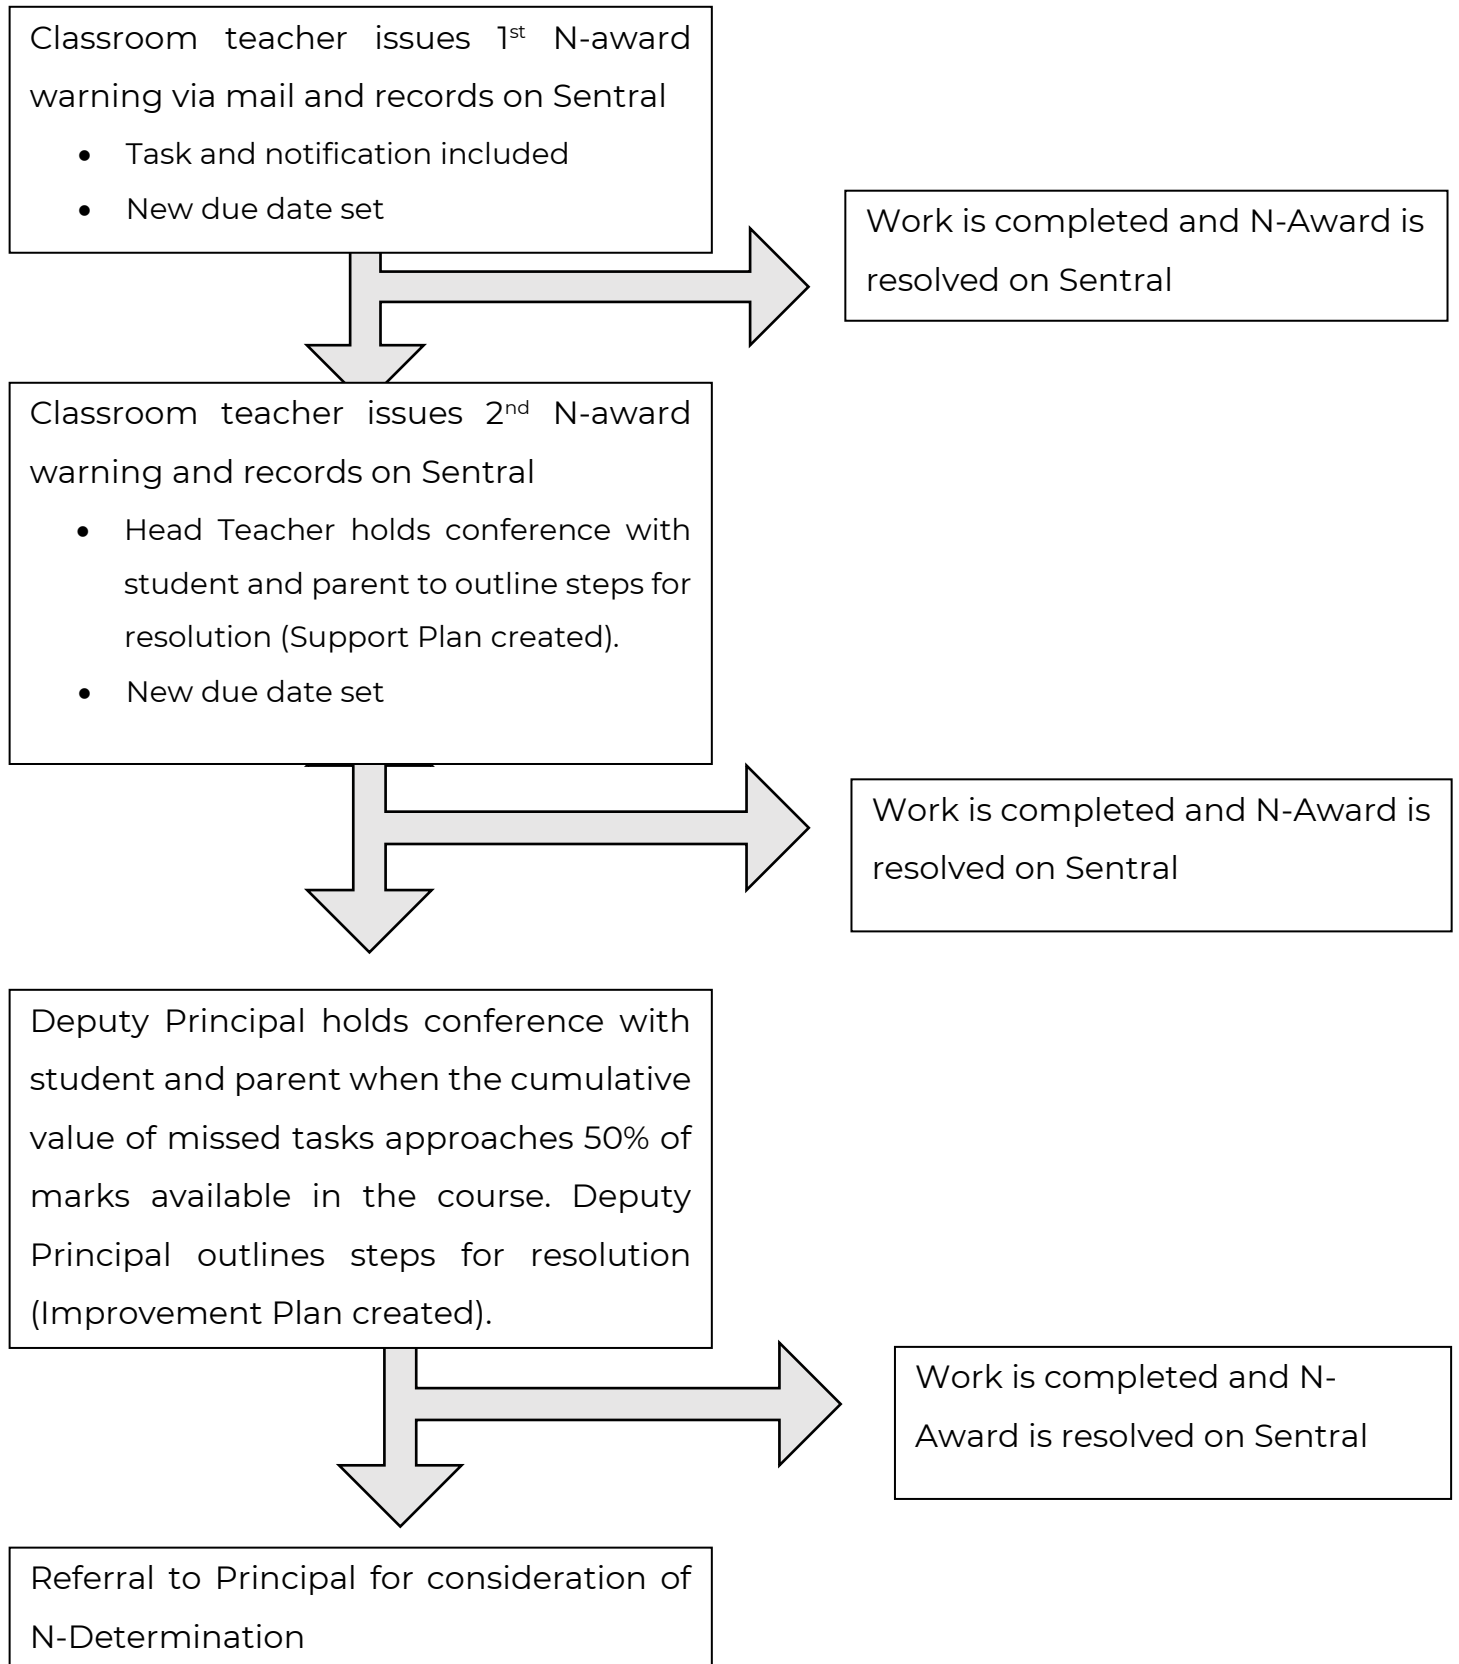 Classroom teacher issues 1st N-award
warning via mail and records on Sentral
• Task and notification included
• New due date set
Work is completed and N-Award is
resolved on Sentral
Classroom teacher issues 2nd N-award
warning and records on Sentral
• Head Teacher holds conference with
student and parent to outline steps for
resolution (Support Plan created).
• New due date set
Work is completed and N-Award is
resolved on Sentral
Deputy Principal holds conference with
student and parent when the cumulative
value of missed tasks approaches 50% of
marks available in the course. Deputy
Principal outlines steps for resolution
(Improvement Plan created).
Work is completed and N-
Award is resolved on Sentral
Referral to Principal for consideration of
N-Determination